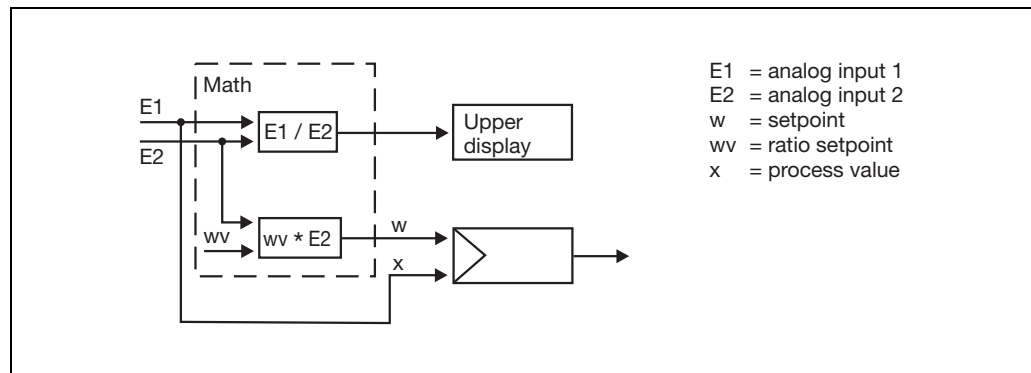 Math
E1
E2
E1 / E2
Upper
display
wv
wv * E2
w
x
E1 = analog input 1
E2 = analog input 2
w = setpoint
wv = ratio setpoint
x = process value